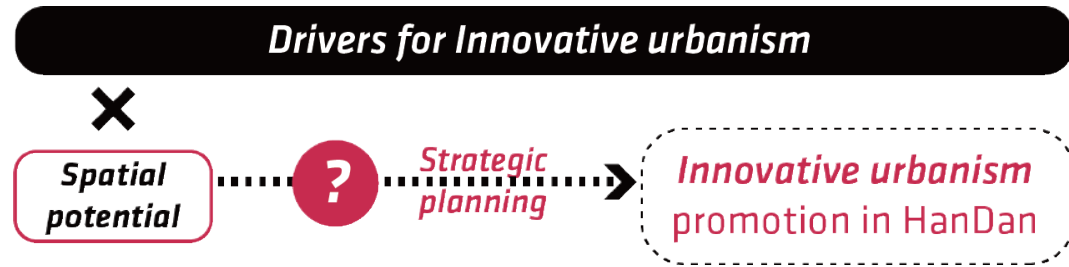 Drivers for Innovative urbanism
Spatial
potential
?
Strategic
planning
Innovative urbanism
promotion in HanDan